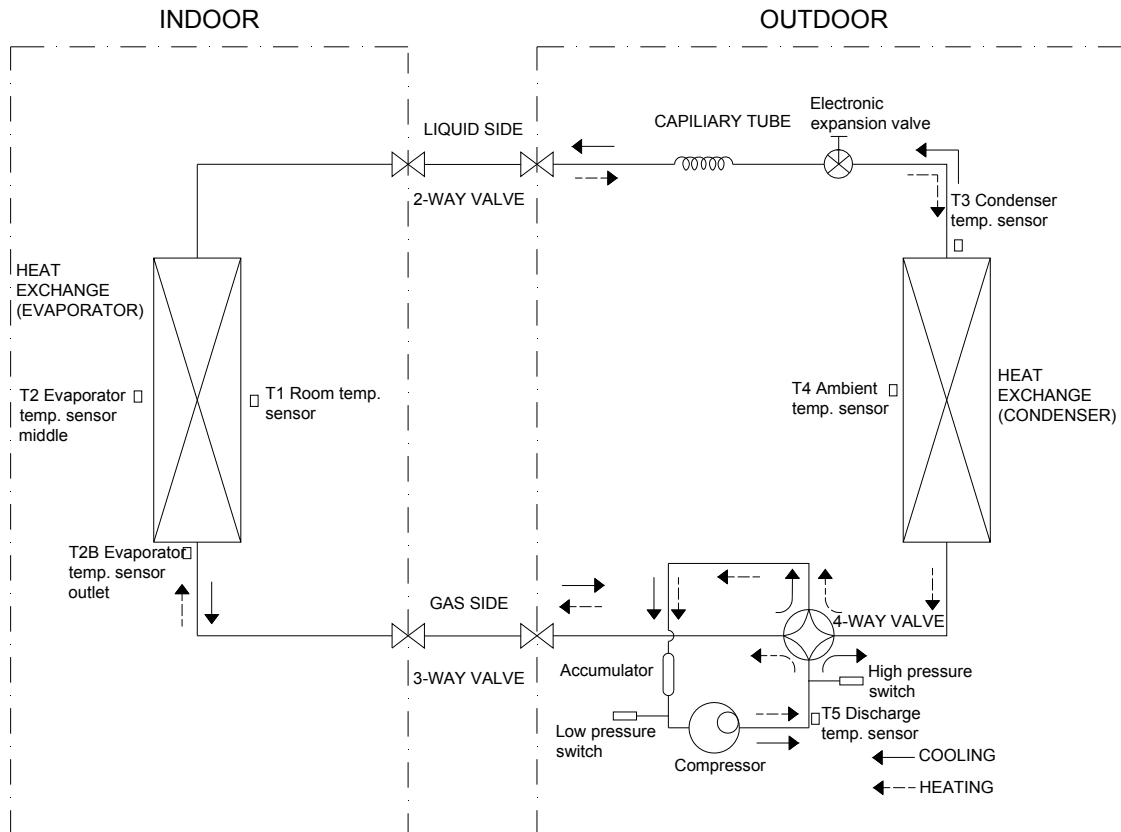 INDOOR
OUTDOOR
Electronic
expansion valve
CAPILIARY TUBE
LIQUID SIDE
2-WAY VALVE
T3 Condenser
temp. sensor
HEAT
EXCHANGE
(EVAPORATOR)
T2 Evaporator
temp. sensor
middle
T1 Room temp.
sensor
T4 Ambient
temp. sensor
HEAT
EXCHANGE
(CONDENSER)
T2B Evaporator
temp. sensor
outlet
GAS SIDE
3-WAY VALVE
4-WAY VALVE
Accumulator
High pressure
switch
Low pressure
switch
T5 Discharge
temp. sensor
Compressor
COOLING
HEATING